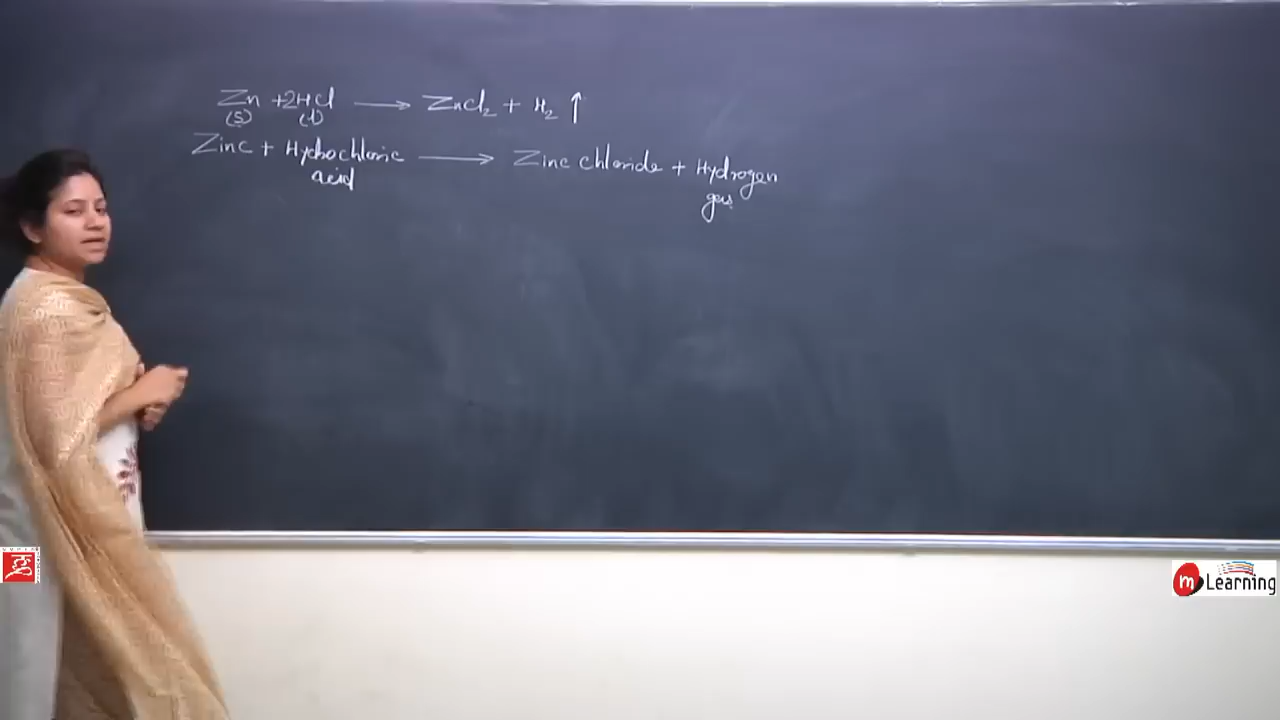 Zn + 2HCl ⟶ ZnCl₂ + H₂ ↑
(S) (l)
Zinc + Hydrochloric ⟶ Zinc chloride + Hydrogen
acid gas
ह
m Learning